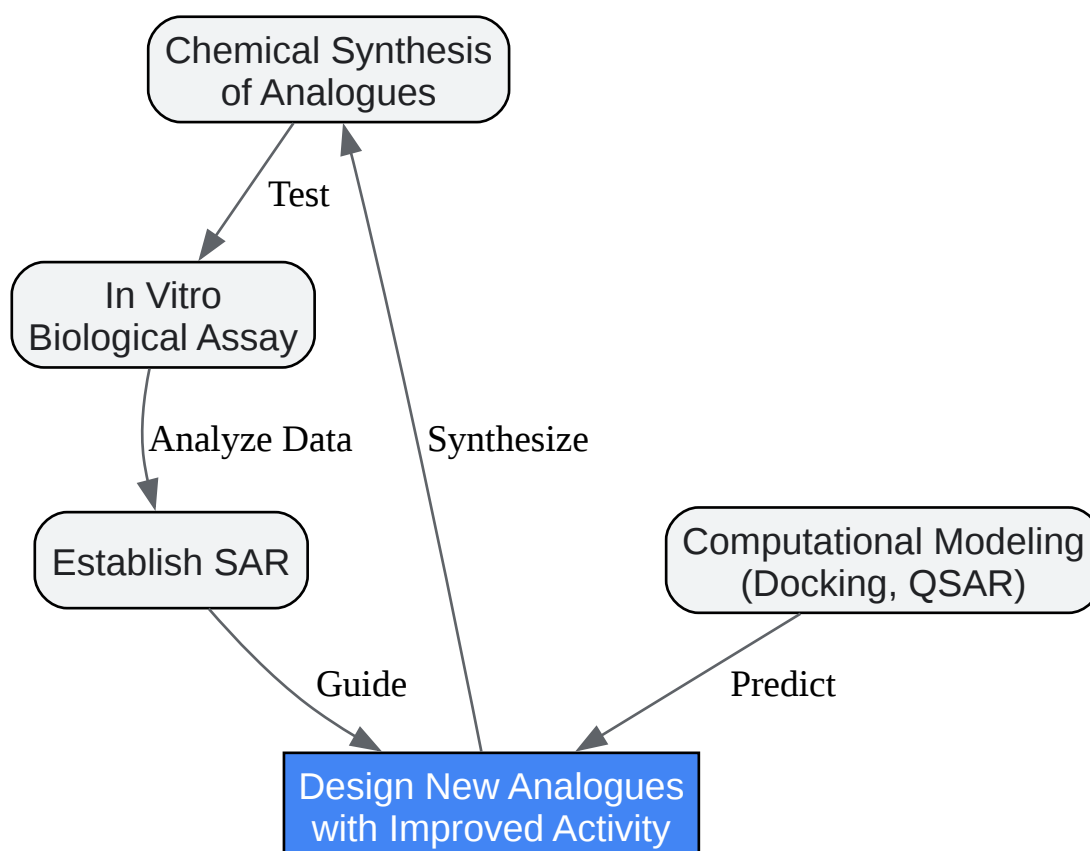 Chemical Synthesis
of Analogues
Test
In Vitro
Biological Assay
Analyze Data
Synthesize
Establish SAR
Computational Modeling
(Docking, QSAR)
Guide
Predict
Design New Analogues
with Improved Activity